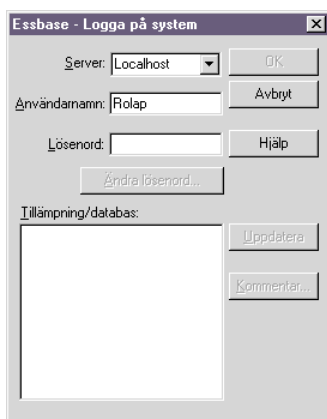 Essbase - Logga på system
Server: Localhost
OK
Användarnamn: Rolap
Avbryt
Lösenord:
Hjälp
Ändra lösenord...
Tillämpning/databas:
Uppdatera
Kommentar...